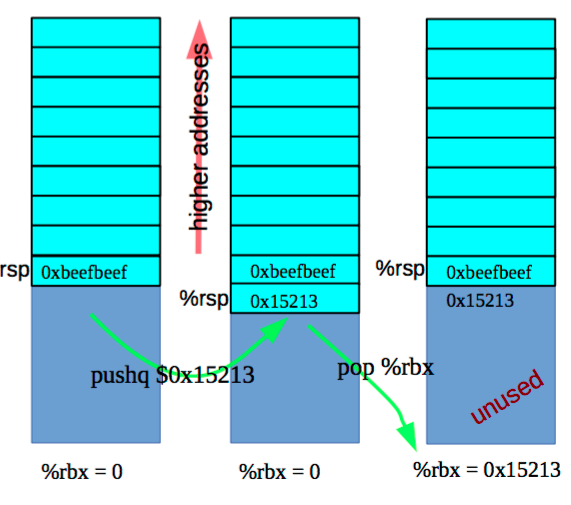 higher addresses
rsp
0xbeefbeef
0xbeefbeef
%rsp
0xbeefbeef
%rsp
0x15213
0x15213
pushq $0x15213
pop %rbx
unused
%rbx = 0
%rbx = 0
%rbx = 0x15213